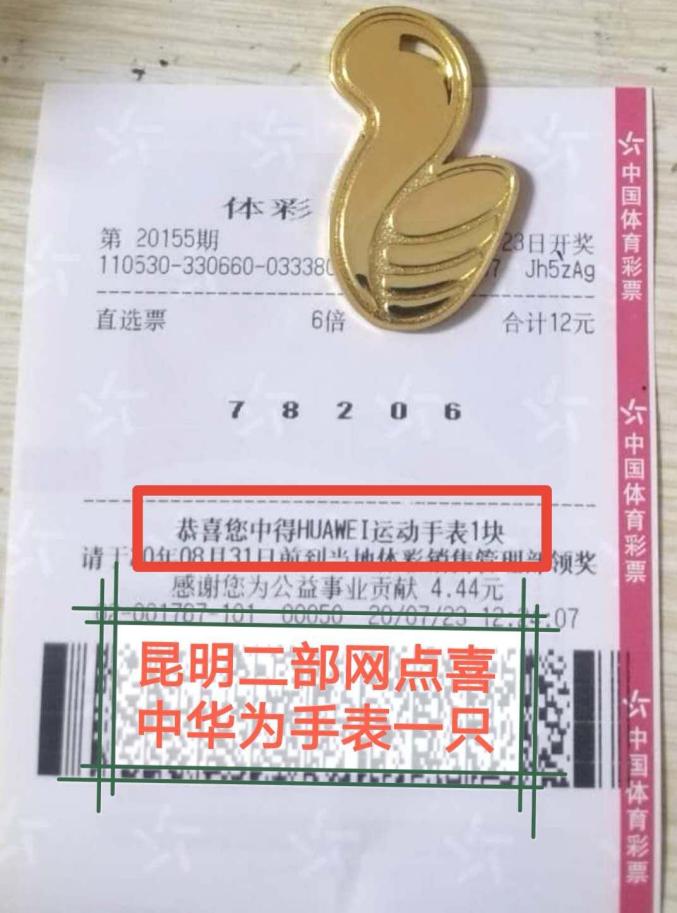 体彩
第 20155期
23日开奖
110530-330660-033380
7 Jh5zAg
直选票 6倍 合计12元
7 8 2 0 6
恭喜您中得HUAWEI运动手表1块
请于20年08月31日前到当地体彩销售管理部领奖
感谢您为公益事业贡献 4.44元
00050 20/07/23
:07
昆明二部网点喜
中华为手表一只
中国体育彩票
中国体育彩票
中国体育彩票